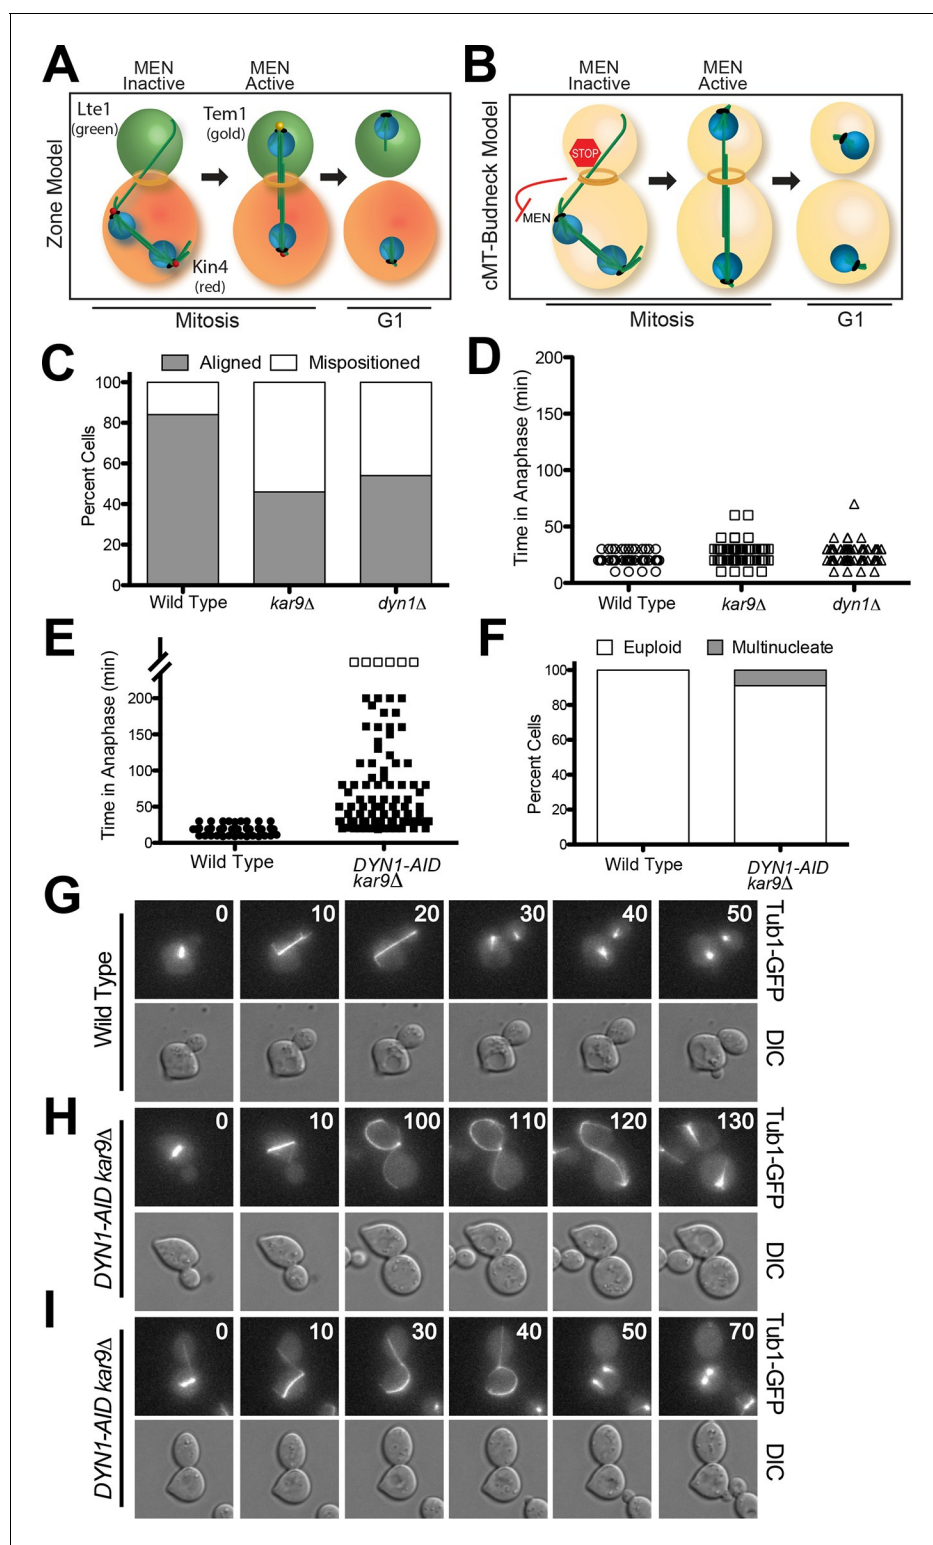 A
MEN
Inactive
MEN
Active
Zone Model
Lte1
(green)
Tem1
(gold)
Kin4
(red)
Mitosis
G1
B
MEN
Inactive
MEN
Active
cMT-Budneck Model
STOP
MEN
Mitosis
G1
C
Aligned
Mispositioned
Percent Cells
100
80
60
40
20
0
Wild Type
kar9Δ
dyn1Δ
D
Time in Anaphase (min)
200
150
100
50
0
Wild Type
kar9Δ
dyn1Δ
E
Time in Anaphase (min)
200
150
100
50
0
Wild Type
DYN1-AID
kar9Δ
F
Euploid
Multinucleate
Percent Cells
100
80
60
40
20
0
Wild Type
DYN1-AID
kar9Δ
G
Wild Type
0
10
20
30
40
50
Tub1-GFP
DIC
H
DYN1-AID kar9Δ
0
10
100
110
120
130
Tub1-GFP
DIC
I
DYN1-AID kar9Δ
0
10
30
40
50
70
Tub1-GFP
DIC